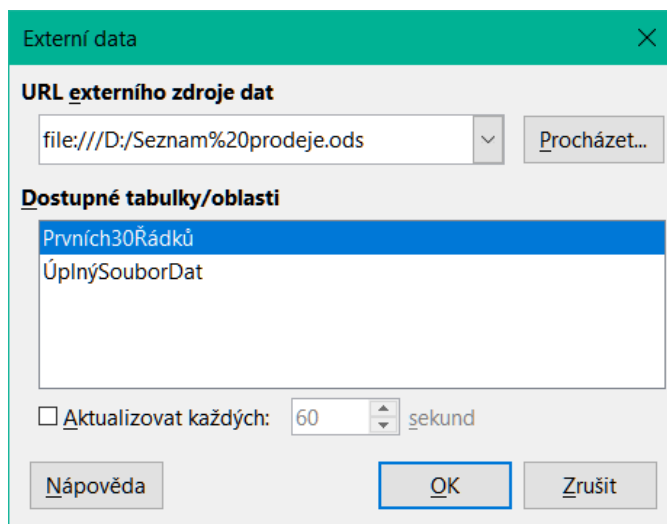 Externí data
URL externího zdroje dat
file:///D:/Seznam%20prodeje.ods
Procházet...
Dostupné tabulky/oblasti
Prvních30Řádků
ÚplnýSouborDat
Aktualizovat každých: 60 sekund
Nápověda OK Zrušit